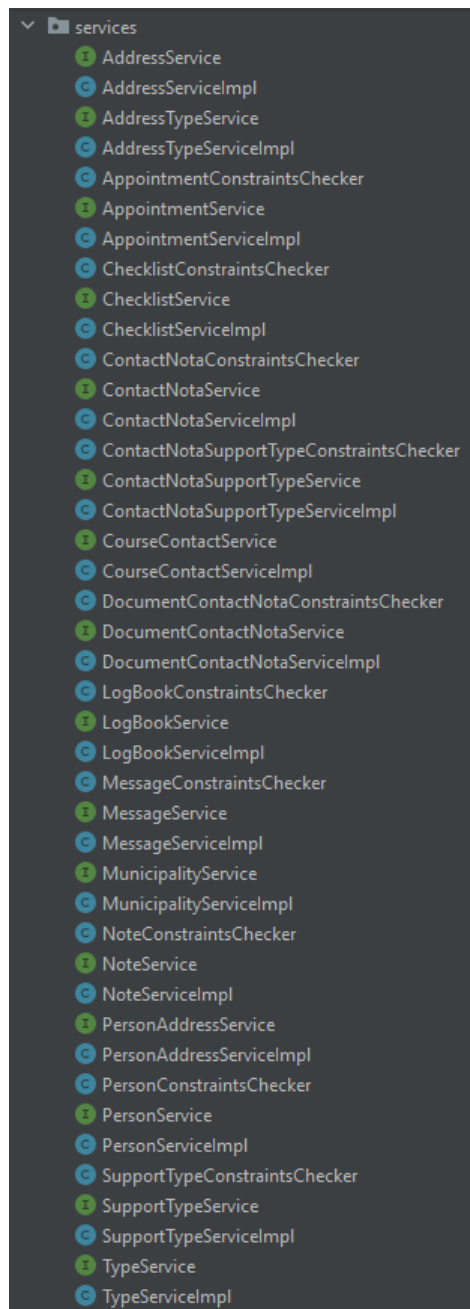 services
I AddressService
C AddressServiceImpl
I AddressTypeService
C AddressTypeServiceImpl
C AppointmentConstraintsChecker
I AppointmentService
C AppointmentServiceImpl
C ChecklistConstraintsChecker
I ChecklistService
C ChecklistServiceImpl
C ContactNotaConstraintsChecker
I ContactNotaService
C ContactNotaServiceImpl
C ContactNotaSupportTypeConstraintsChecker
I ContactNotaSupportTypeService
C ContactNotaSupportTypeServiceImpl
I CourseContactService
C CourseContactServiceImpl
C DocumentContactNotaConstraintsChecker
I DocumentContactNotaService
C DocumentContactNotaServiceImpl
C LogBookConstraintsChecker
I LogBookService
C LogBookServiceImpl
C MessageConstraintsChecker
I MessageService
C MessageServiceImpl
I MunicipalityService
C MunicipalityServiceImpl
C NoteConstraintsChecker
I NoteService
C NoteServiceImpl
I PersonAddressService
C PersonAddressServiceImpl
C PersonConstraintsChecker
I PersonService
C PersonServiceImpl
C SupportTypeConstraintsChecker
I SupportTypeService
C SupportTypeServiceImpl
I TypeService
C TypeServiceImpl